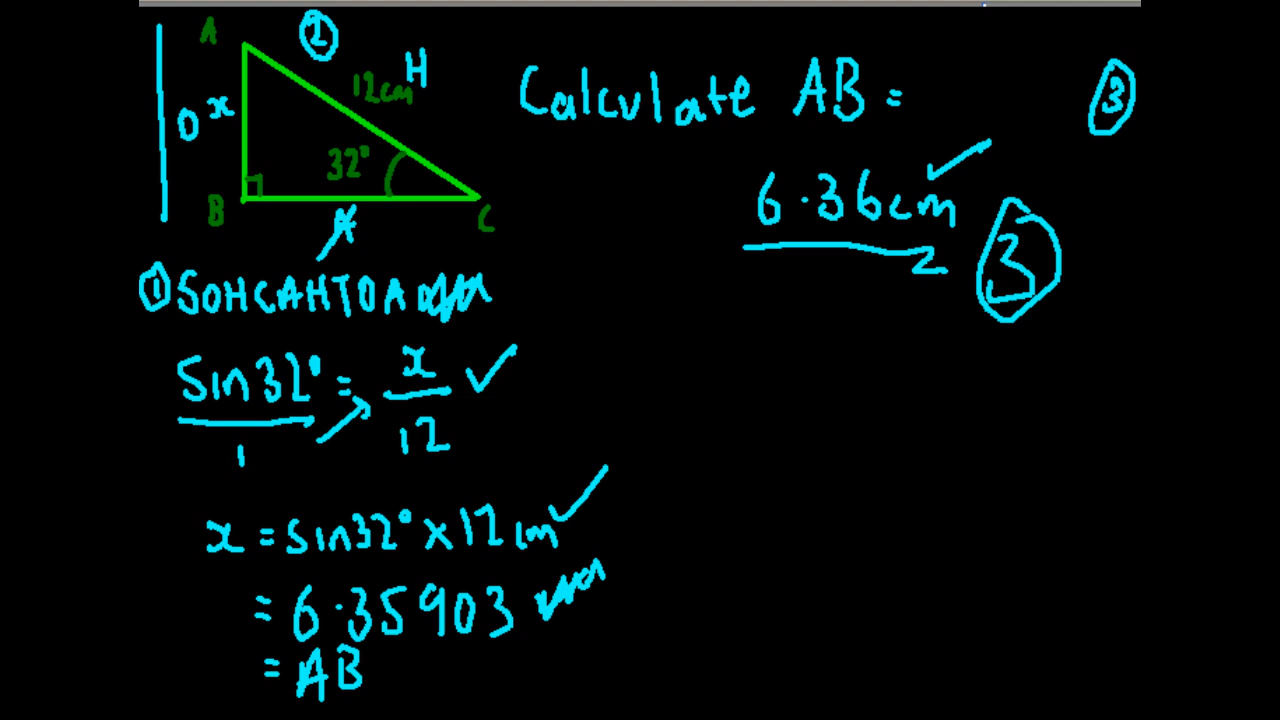 A
②
H
12cm
O x
32°
B
C
A
① SOHCAHTOA
Sin32° = x/12 ✓
1
x = Sin32° × 12cm ✓
= 6.35903
= AB
Calculate AB =
③
6.36cm ✓
2
3